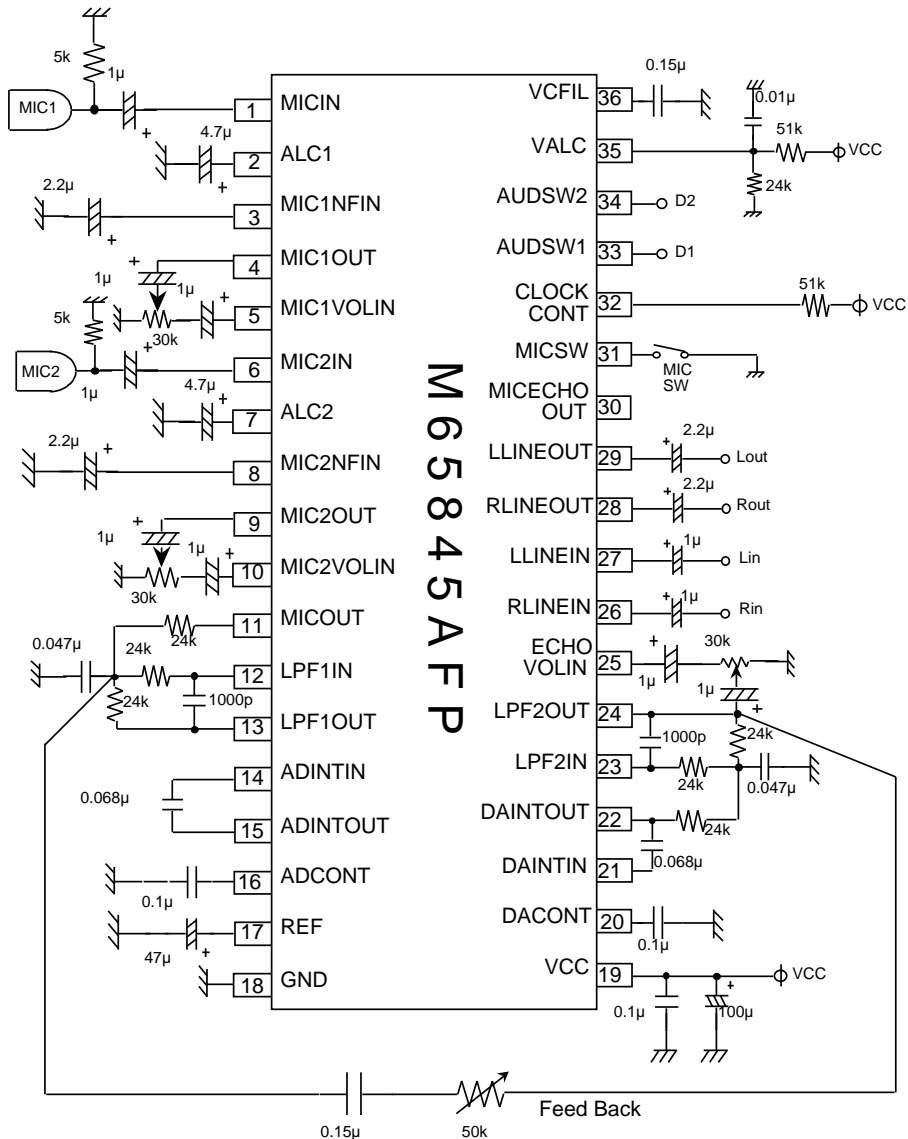 5k
1µ
MIC1
1
MICIN
4.7µ
+
2
ALC1
+
2.2µ
3
MIC1NFIN
+
4
MIC1OUT
+
1µ
1µ
+
5
MIC1VOLIN
5k
30k
+
MIC2
6
MIC2IN
1µ
4.7µ
7
ALC2
+
2.2µ
+
8
MIC2NFIN
9
MIC2OUT
+
1µ
1µ
+
10
MIC2VOLIN
30k
11
MICOUT
24k
0.047µ
24k
12
LPF1IN
24k
1000p
13
LPF1OUT
14
ADINTIN
0.068µ
15
ADINTOUT
16
ADCONT
0.1µ
17
REF
47µ
+
18
GND
M65845AFP
0.15µ
VCFIL
36
0.01µ
51k
VALC
35
VCC
24k
AUDSW2
34
D2
AUDSW1
33
D1
51k
CLOCK
CONT
32
VCC
MICSW
31
MIC
SW
MICECHO
OUT
30
2.2µ
+
LLINEOUT
29
Lout
2.2µ
+
RLINEOUT
28
Rout
+
1µ
LLINEIN
27
Lin
+
1µ
RLINEIN
26
Rin
ECHO
VOLIN
25
+
30k
1µ
1µ
+
LPF2OUT
24
1000p
24k
LPF2IN
23
24k
0.047µ
DAINTOUT
22
24k
0.068µ
DAINTIN
21
DACONT
20
0.1µ
VCC
19
VCC
+
0.1µ
100µ
Feed Back
0.15µ
50k